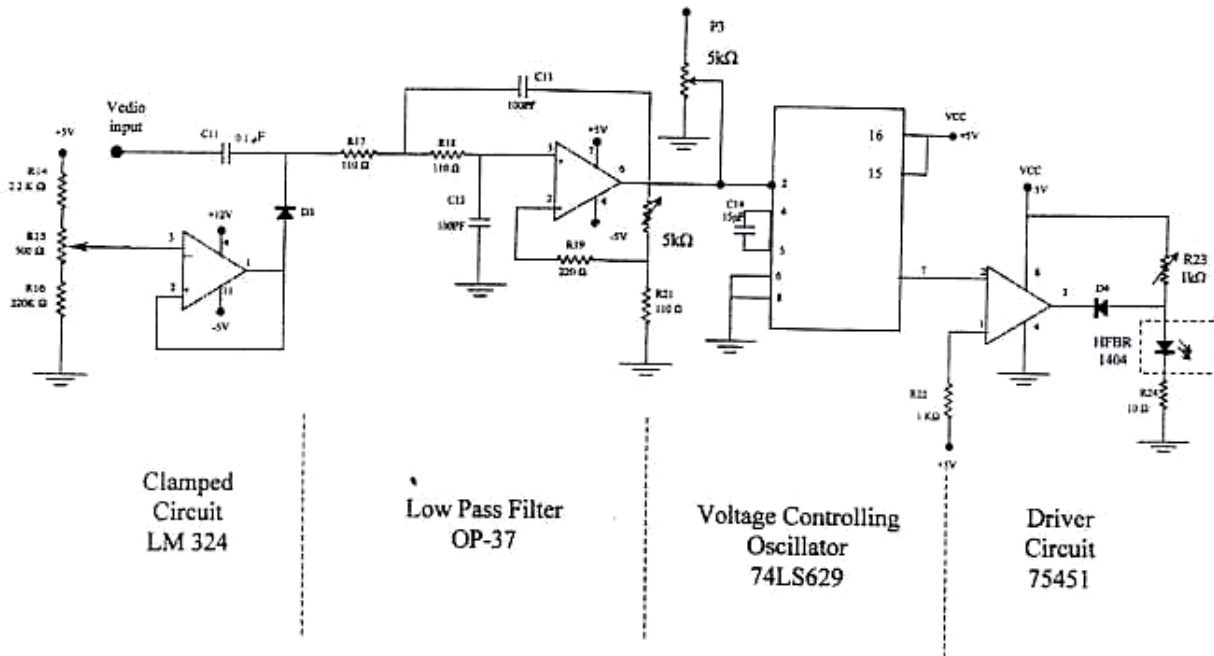 P3
5kΩ
C13
100PF
Vedio
input
+5V
C11
0.1 µF
R14
2.2 K Ω
R17
110 Ω
R18
110 Ω
+5V
7
3
+
6
2
4
-5V
C12
100PF
R19
220 Ω
5kΩ
R21
110 Ω
+12V
4
3
1
2
+
11
-5V
R15
500 Ω
R16
220K Ω
2
4
5
6
8
16
15
7
C14
15pF
VCC
+5V
VCC
5V
2
8
3
1
4
D4
R23
1kΩ
HFBR
1404
R24
10 Ω
R22
1 KΩ
+5V
Clamped
Circuit
LM 324
Low Pass Filter
OP-37
Voltage Controlling
Oscillator
74LS629
Driver
Circuit
75451